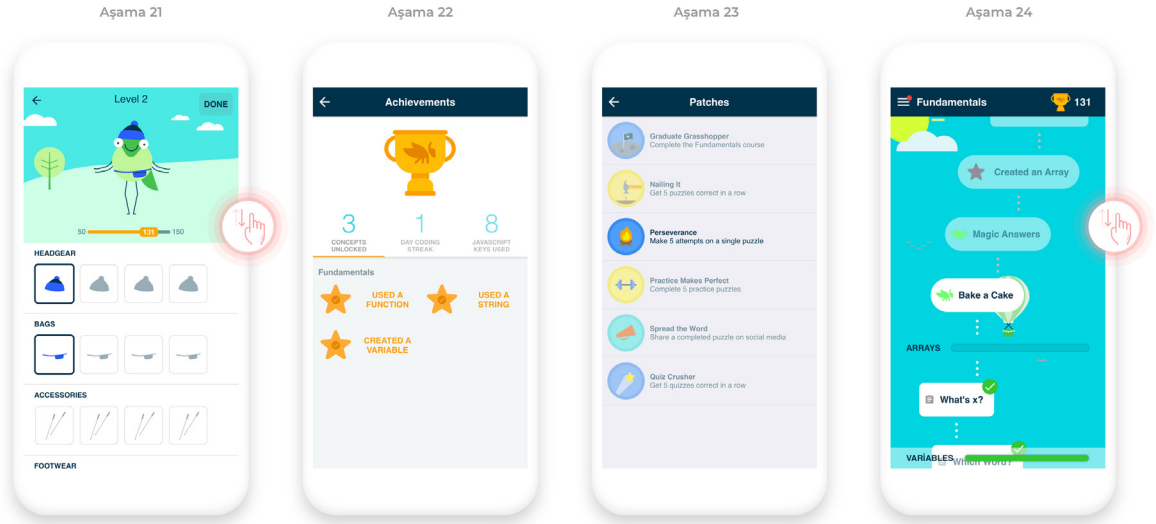 Aşama 21
Level 2
DONE
50
131
150
HEADGEAR
BAGS
ACCESSORIES
FOOTWEAR
Aşama 22
Achievements
3
CONCEPTS
UNLOCKED
1
DAY CODING
STREAK
8
JAVASCRIPT
KEYS USED
Fundamentals
USED A
FUNCTION
USED A
STRING
CREATED A
VARIABLE
Aşama 23
Patches
Graduate Grasshopper
Complete the Fundamentals course
Nailing It
Get 5 puzzles correct in a row
Perseverance
Make 5 attempts on a single puzzle
Practice Makes Perfect
Complete 5 practice puzzles
Spread the Word
Share a completed puzzle on social media
Quiz Crusher
Get 5 quizzes correct in a row
Aşama 24
Fundamentals
131
Created an Array
Magic Answers
Bake a Cake
ARRAYS
What's x?
VARİABLES
Which Word?